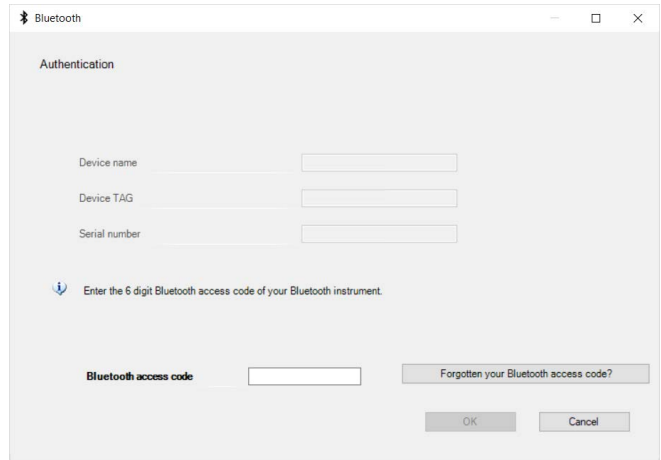 Bluetooth
Authentication
Device name
Device TAG
Serial number
Enter the 6 digit Bluetooth access code of your Bluetooth instrument.
Bluetooth access code
Forgotten your Bluetooth access code?
OK
Cancel